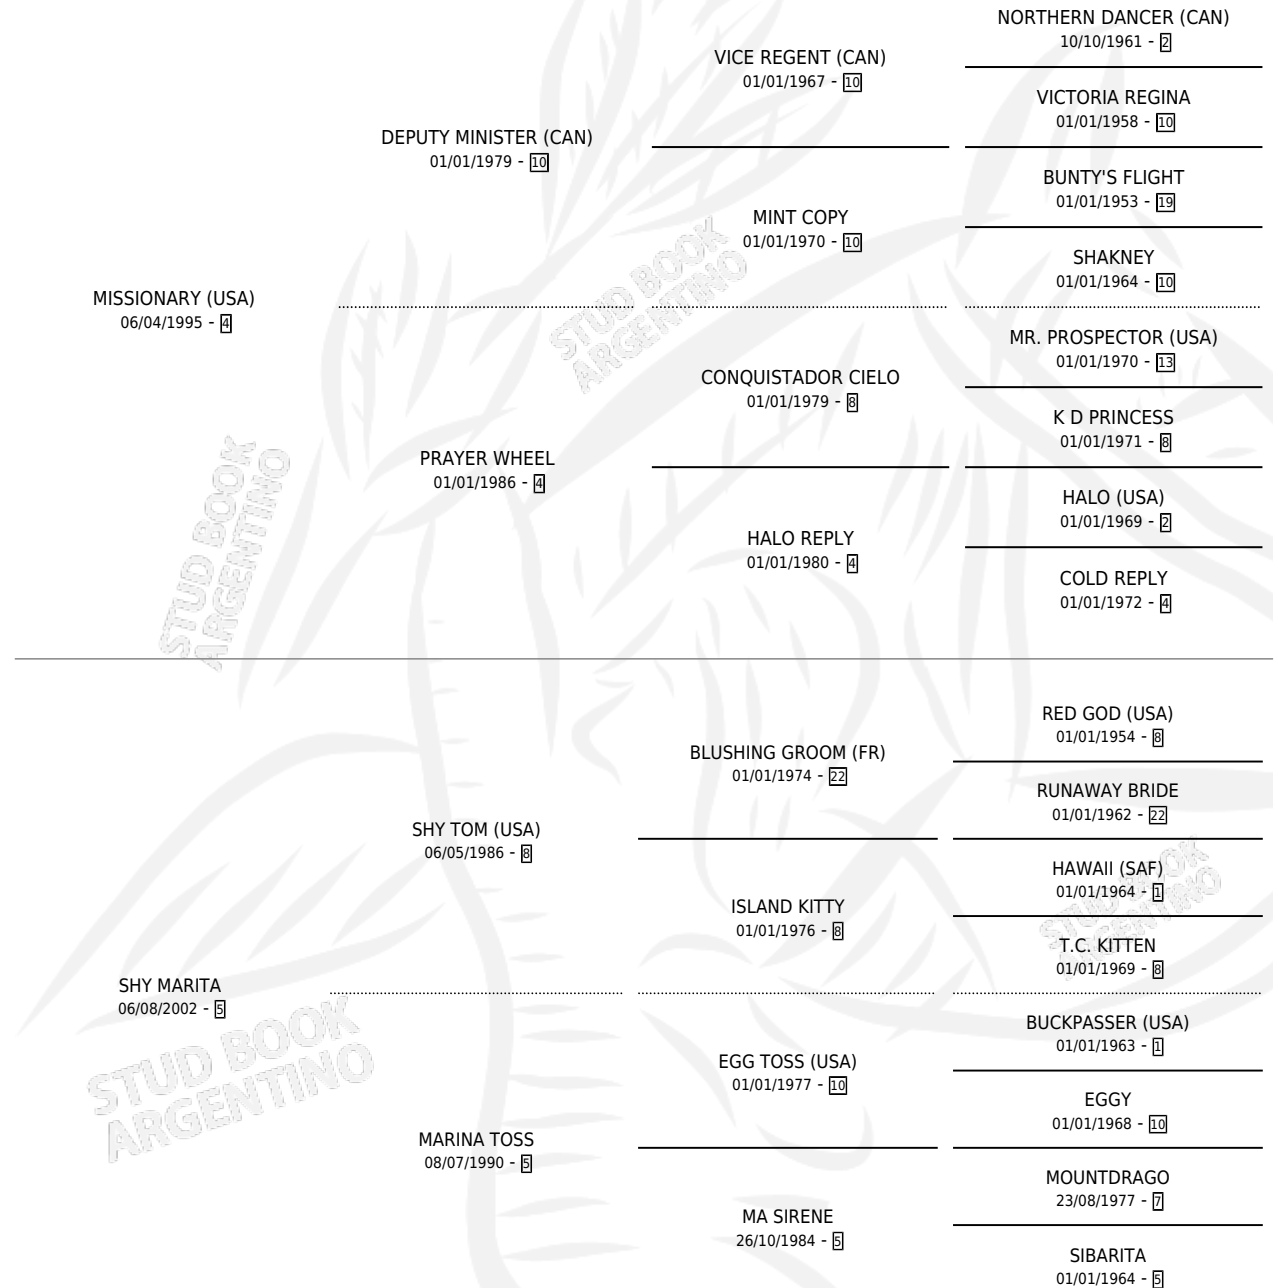 NORTHERN DANCER (CAN)
10/10/1961 - 2
VICE REGENT (CAN)
01/01/1967 - 10
VICTORIA REGINA
01/01/1958 - 10
DEPUTY MINISTER (CAN)
01/01/1979 - 10
BUNTY'S FLIGHT
01/01/1953 - 19
MINT COPY
01/01/1970 - 10
SHAKNEY
01/01/1964 - 10
MISSIONARY (USA)
06/04/1995 - 4
MR. PROSPECTOR (USA)
01/01/1970 - 13
CONQUISTADOR CIELO
01/01/1979 - 8
K D PRINCESS
01/01/1971 - 8
PRAYER WHEEL
01/01/1986 - 4
HALO (USA)
01/01/1969 - 2
HALO REPLY
01/01/1980 - 4
COLD REPLY
01/01/1972 - 4
RED GOD (USA)
01/01/1954 - 8
BLUSHING GROOM (FR)
01/01/1974 - 22
RUNAWAY BRIDE
01/01/1962 - 22
SHY TOM (USA)
06/05/1986 - 8
HAWAII (SAF)
01/01/1964 - 1
ISLAND KITTY
01/01/1976 - 8
T.C. KITTEN
01/01/1969 - 8
SHY MARITA
06/08/2002 - 5
BUCKPASSER (USA)
01/01/1963 - 1
EGG TOSS (USA)
01/01/1977 - 10
EGGY
01/01/1968 - 10
MARINA TOSS
08/07/1990 - 5
MOUNTDRAGO
23/08/1977 - 7
MA SIRENE
26/10/1984 - 5
SIBARITA
01/01/1964 - 5
STUD BOOK
ARGENTINO
STUD BOOK
ARGENTINO
STUD BOOK
ARGENTINO
STUD BOOK
ARGENTINO